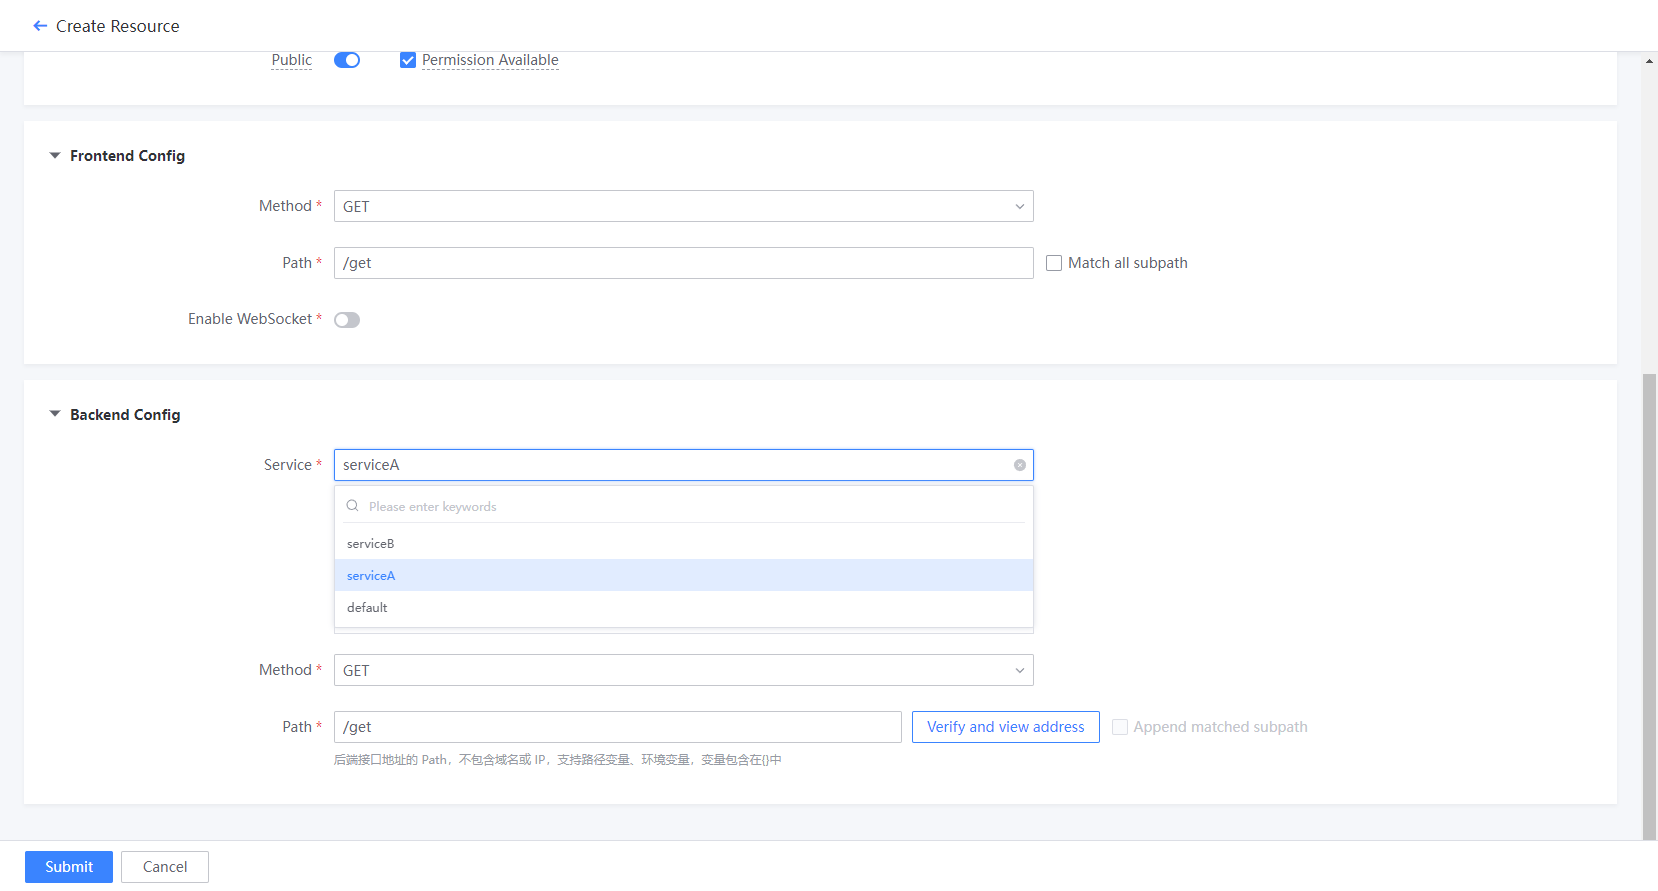 Create Resource
Public Permission Available
Frontend Config
Method * GET
Path * /get Match all subpath
Enable WebSocket *
Backend Config
Service * serviceA
Please enter keywords
serviceB
serviceA
default
Method * GET
Path * /get Verify and view address Append matched subpath
后端接口地址的 Path，不包含域名或 IP，支持路径变量、环境变量，变量包含在{}中
Submit Cancel